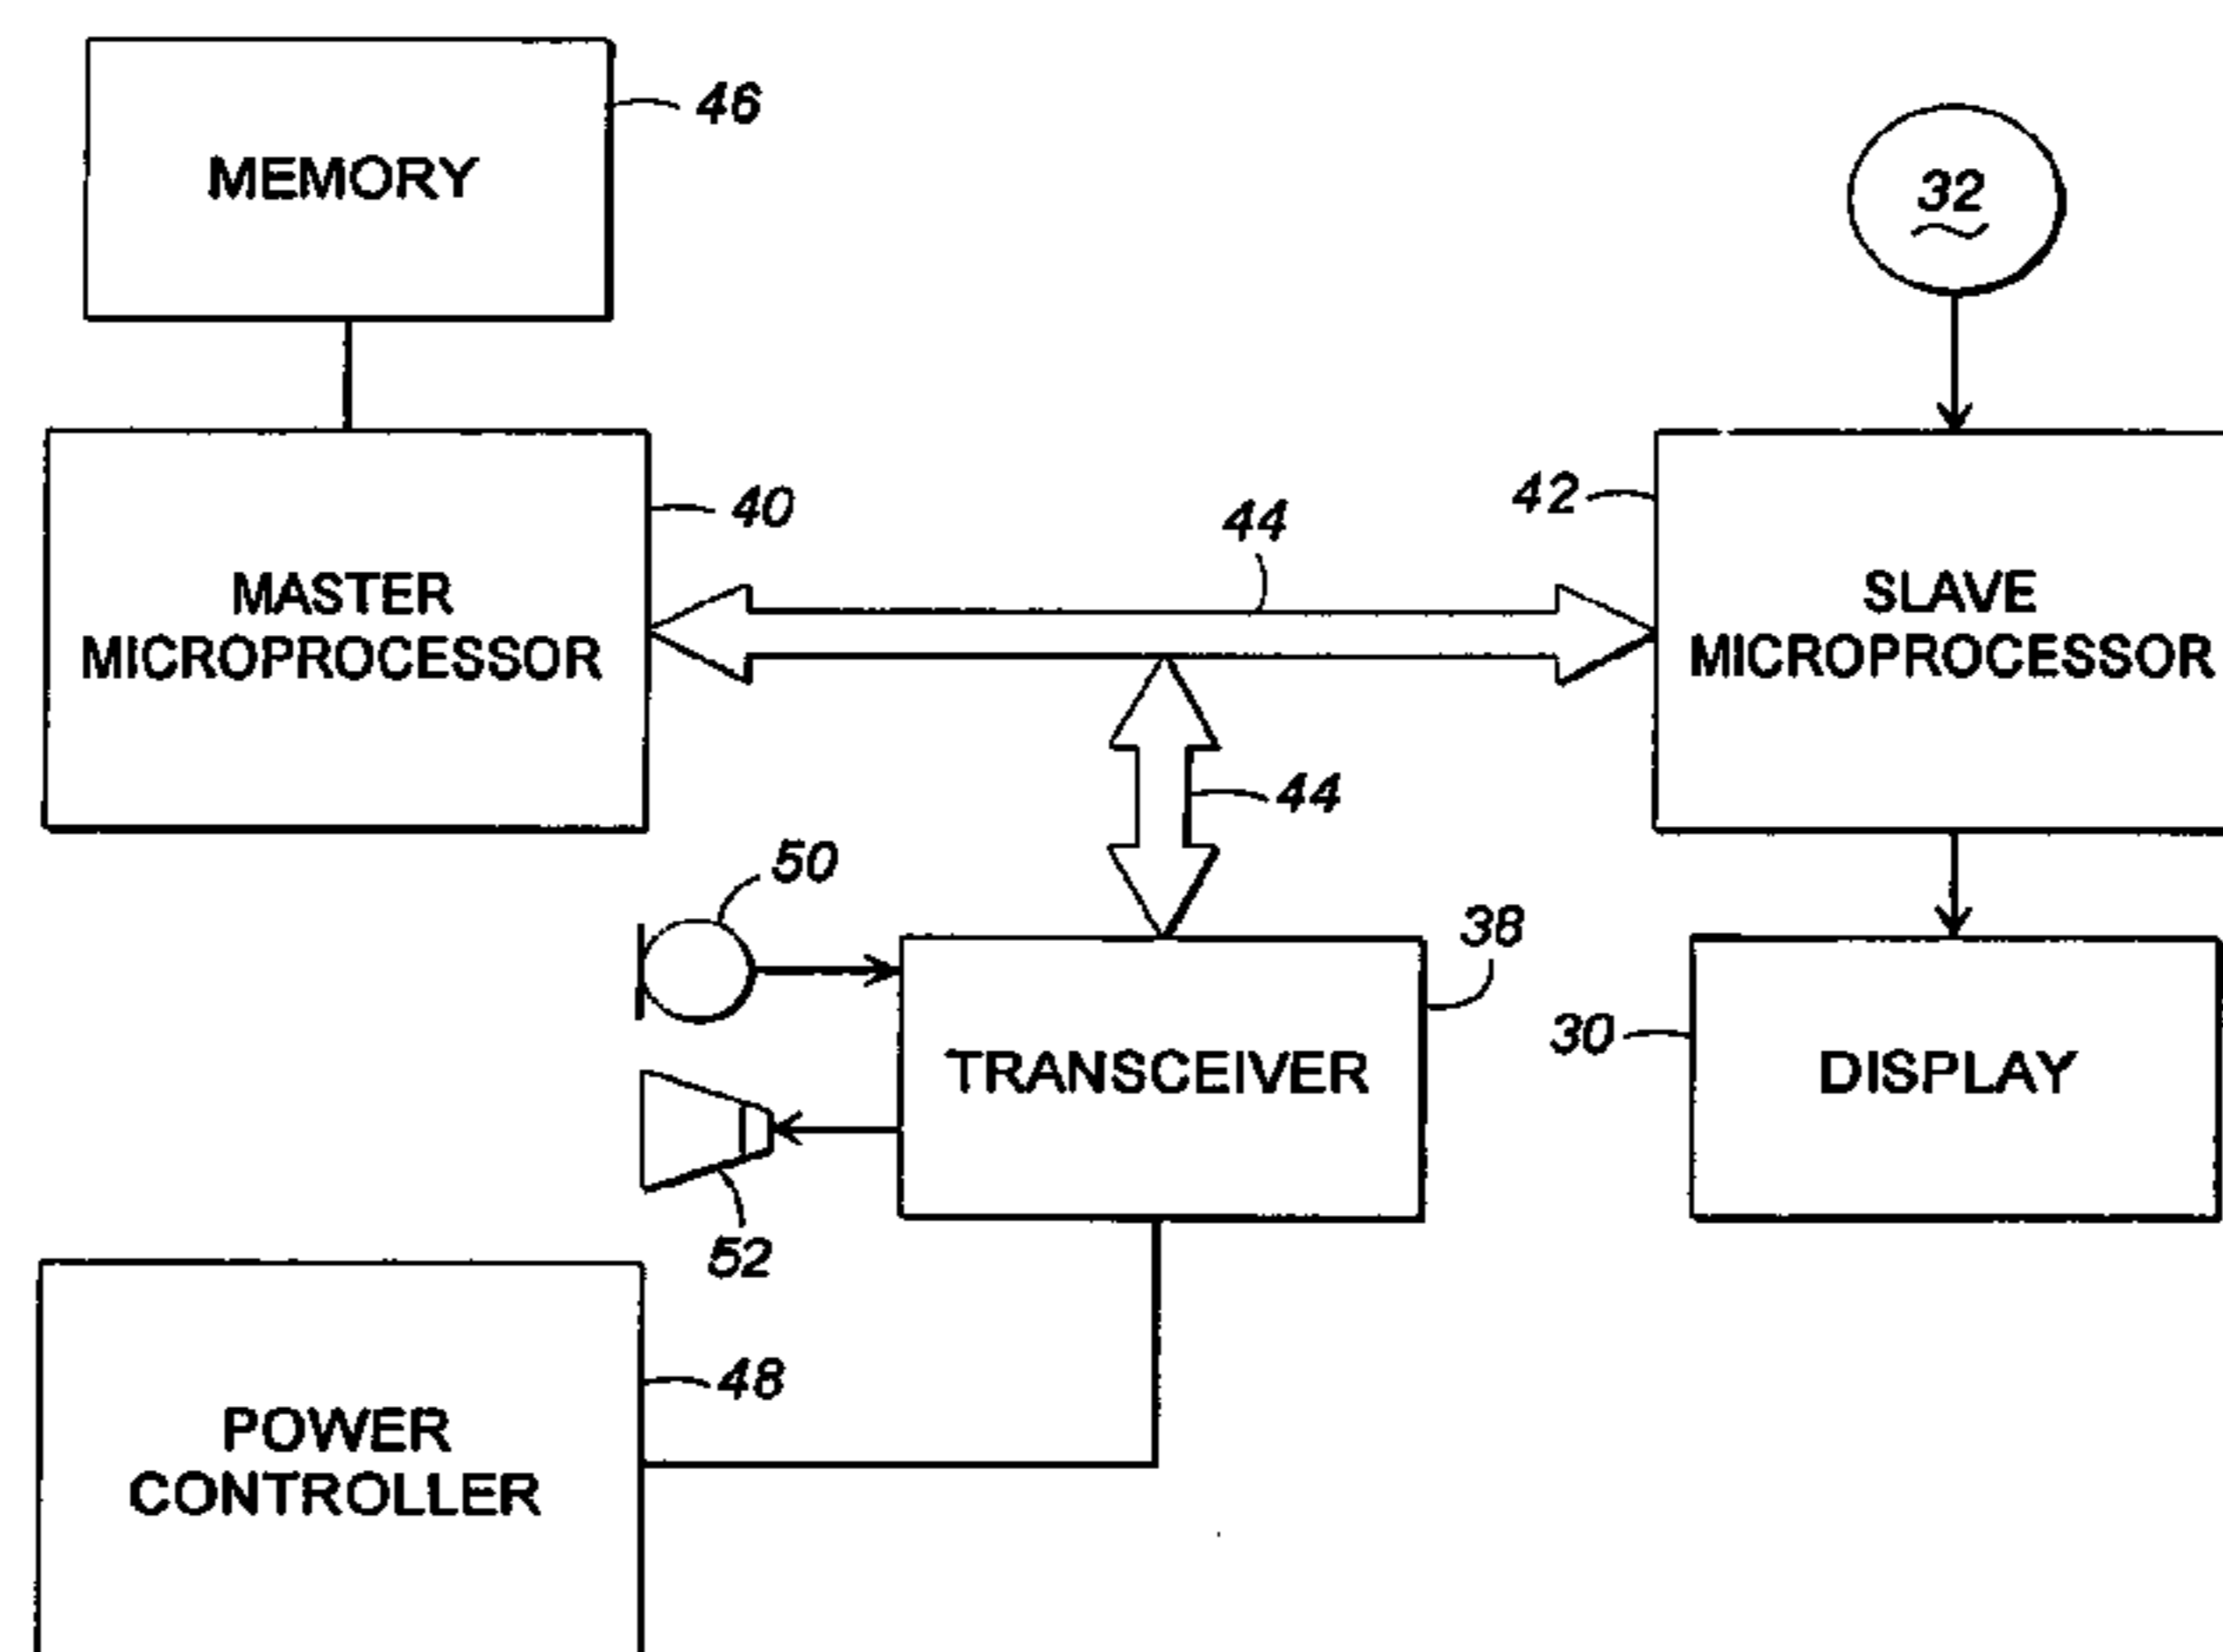 46
MEMORY
32
40
44
42
MASTER
MICROPROCESSOR
SLAVE
MICROPROCESSOR
44
50
38
30
TRANSCEIVER
DISPLAY
52
48
POWER
CONTROLLER